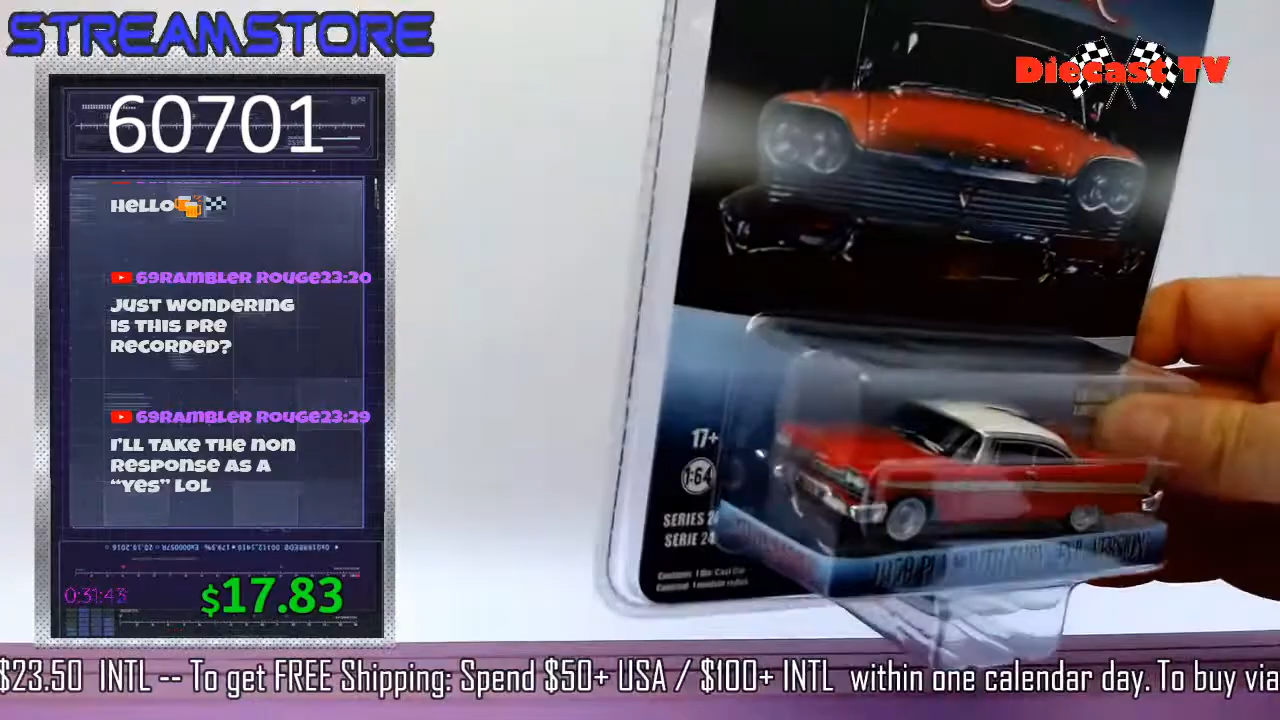 STREAMSTORE
Diecast TV
60701
HELLO🍻🏁
69RAMBLER ROUGE23:20
JUST WONDERING
IS THIS PRE
RECORDED?
69RAMBLER ROUGE23:29
I'LL TAKE THE NON
RESPONSE AS A
"YES" LOL
0:31:43
$17.83
17+
1:64
SERIES 24
SERIE 24
$23.50 INTL -- To get FREE Shipping: Spend $50+ USA / $100+ INTL within one calendar day. To buy via